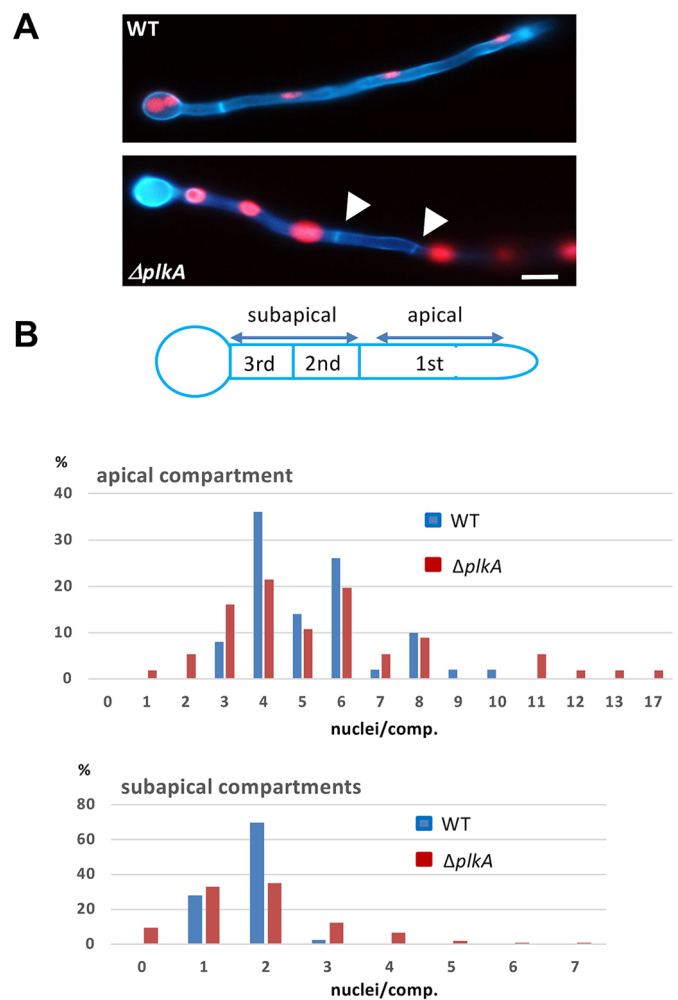 A
WT
ΔplkA
B
subapical apical
3rd 2nd 1st
%
apical compartment
40
30
20
10
0
WT
ΔplkA
0 1 2 3 4 5 6 7 8 9 10 11 12 13 17
nuclei/comp.
%
subapical compartments
80
60
40
20
0
WT
ΔplkA
0 1 2 3 4 5 6 7
nuclei/comp.